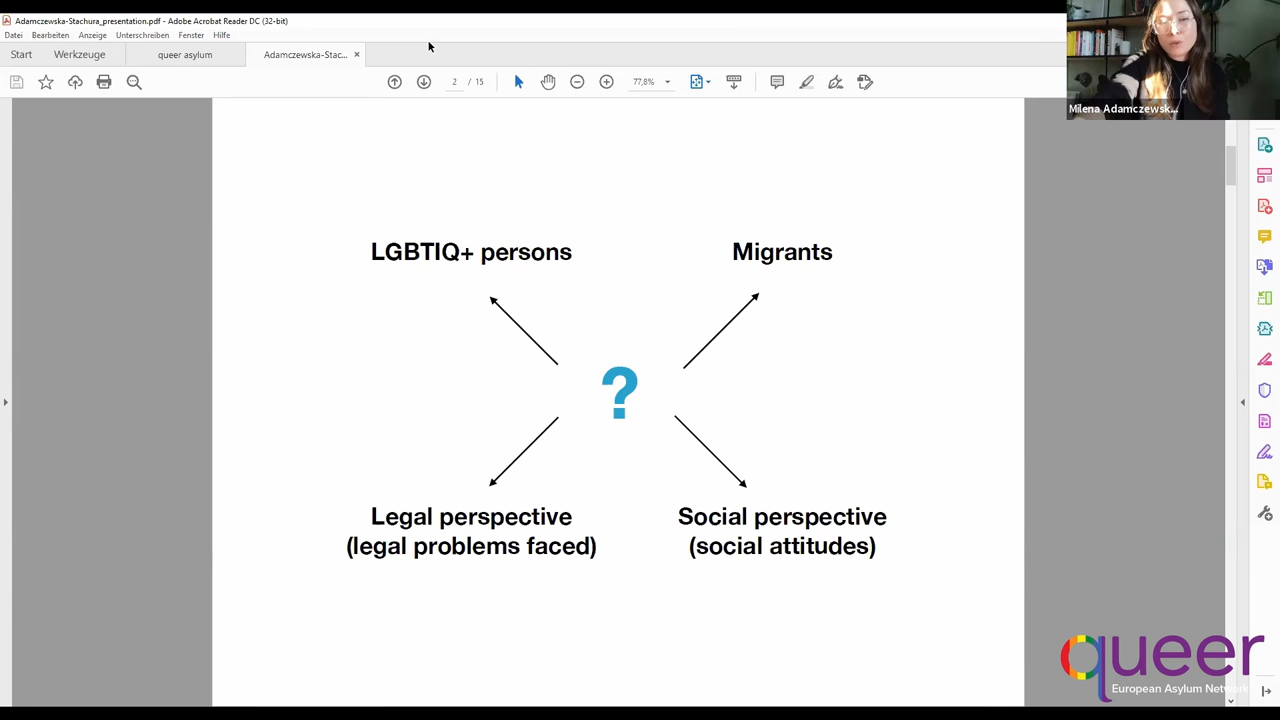 Adamczewska-Stachura_presentation.pdf - Adobe Acrobat Reader DC (32-bit)
Datei Bearbeiten Anzeige Unterschreiben Fenster Hilfe
Start Werkzeuge queer asylum Adamczewska-Stac... ×
2 / 15 77,8%
Milena Adamczewsk...
LGBTIQ+ persons
Migrants
?
Legal perspective
(legal problems faced)
Social perspective
(social attitudes)
queer
European Asylum Network